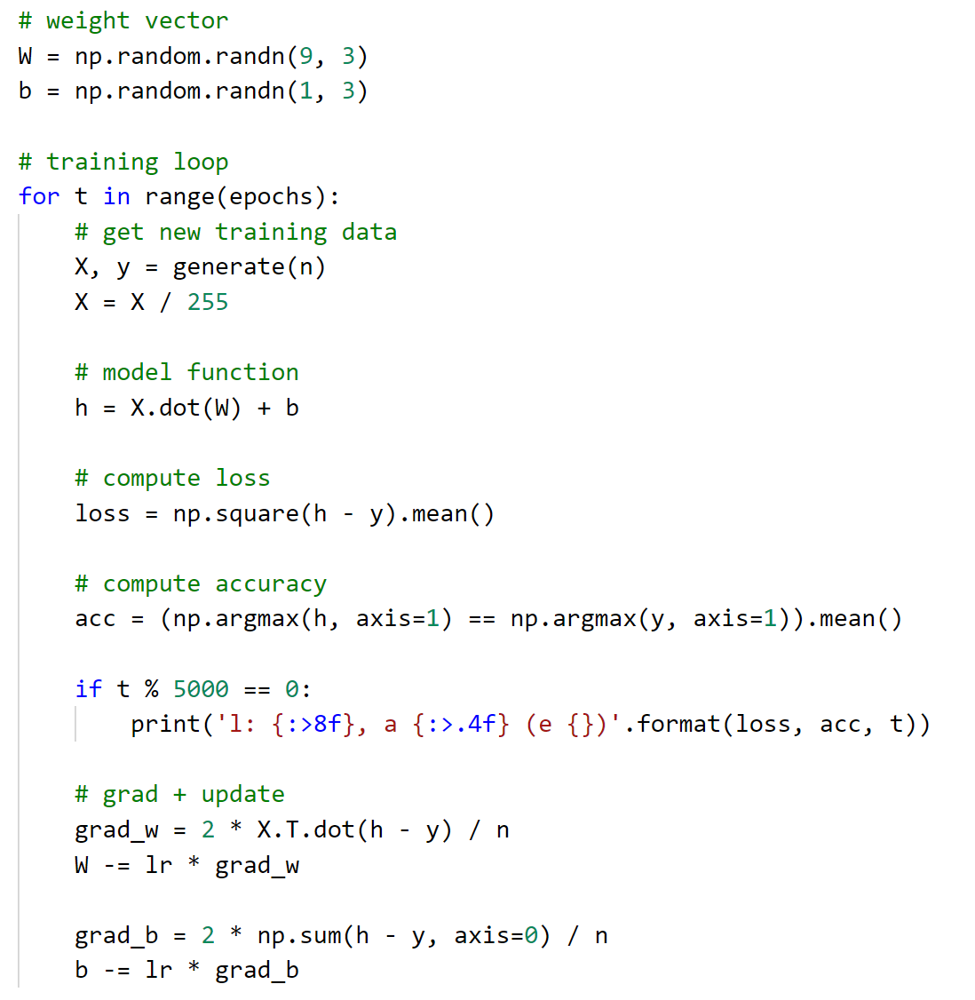 # weight vector
W = np.random.randn(9, 3)
b = np.random.randn(1, 3)
# training loop
for t in range(epochs):
# get new training data
X, y = generate(n)
X = X / 255
# model function
h = X.dot(W) + b
# compute loss
loss = np.square(h - y).mean()
# compute accuracy
acc = (np.argmax(h, axis=1) == np.argmax(y, axis=1)).mean()
if t % 5000 == 0:
print('l: {:>8f}, a {:>.4f} (e {})'.format(loss, acc, t))
# grad + update
grad_w = 2 * X.T.dot(h - y) / n
W -= lr * grad_w
grad_b = 2 * np.sum(h - y, axis=0) / n
b -= lr * grad_b